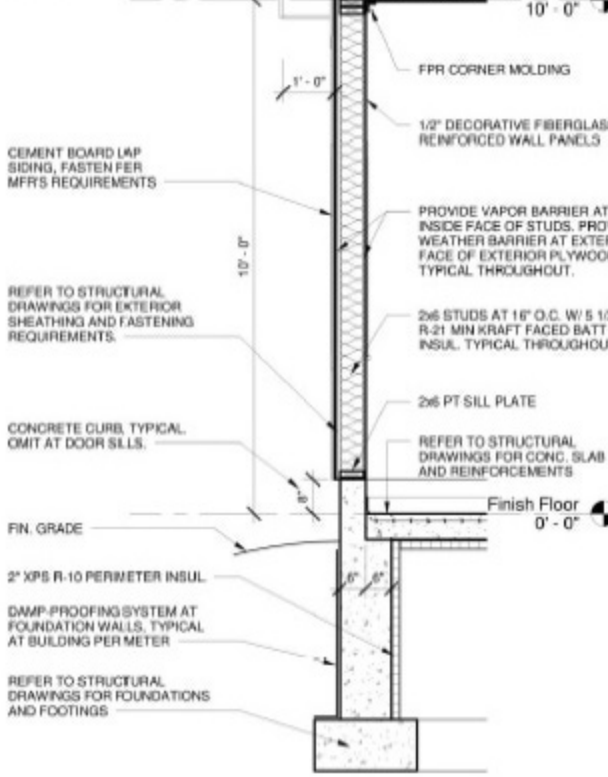 10' - 0"
FPR CORNER MOLDING
1' - 0"
1/2" DECORATIVE FIBERGLAS
REINFORCED WALL PANELS
CEMENT BOARD LAP
SIDING, FASTEN PER
MFR'S REQUIREMENTS
PROVIDE VAPOR BARRIER AT
INSIDE FACE OF STUDS. PROV
WEATHER BARRIER AT EXTER
FACE OF EXTERIOR PLYWOO
TYPICAL THROUGHOUT.
10' - 0"
REFER TO STRUCTURAL
DRAWINGS FOR EXTERIOR
SHEATHING AND FASTENING
REQUIREMENTS.
2x6 STUDS AT 16" O.C. W/ 5 1/
R-21 MIN KRAFT FACED BATT
INSUL. TYPICAL THROUGHOU
2x6 PT SILL PLATE
CONCRETE CURB, TYPICAL.
OMIT AT DOOR SILLS.
REFER TO STRUCTURAL
DRAWINGS FOR CONC. SLAB
AND REINFORCEMENTS
8"
Finish Floor
0' - 0"
FIN. GRADE
2" XPS R-10 PERIMETER INSUL.
6" 6"
DAMP-PROOFING SYSTEM AT
FOUNDATION WALLS, TYPICAL
AT BUILDING PERIMETER
REFER TO STRUCTURAL
DRAWINGS FOR FOUNDATIONS
AND FOOTINGS